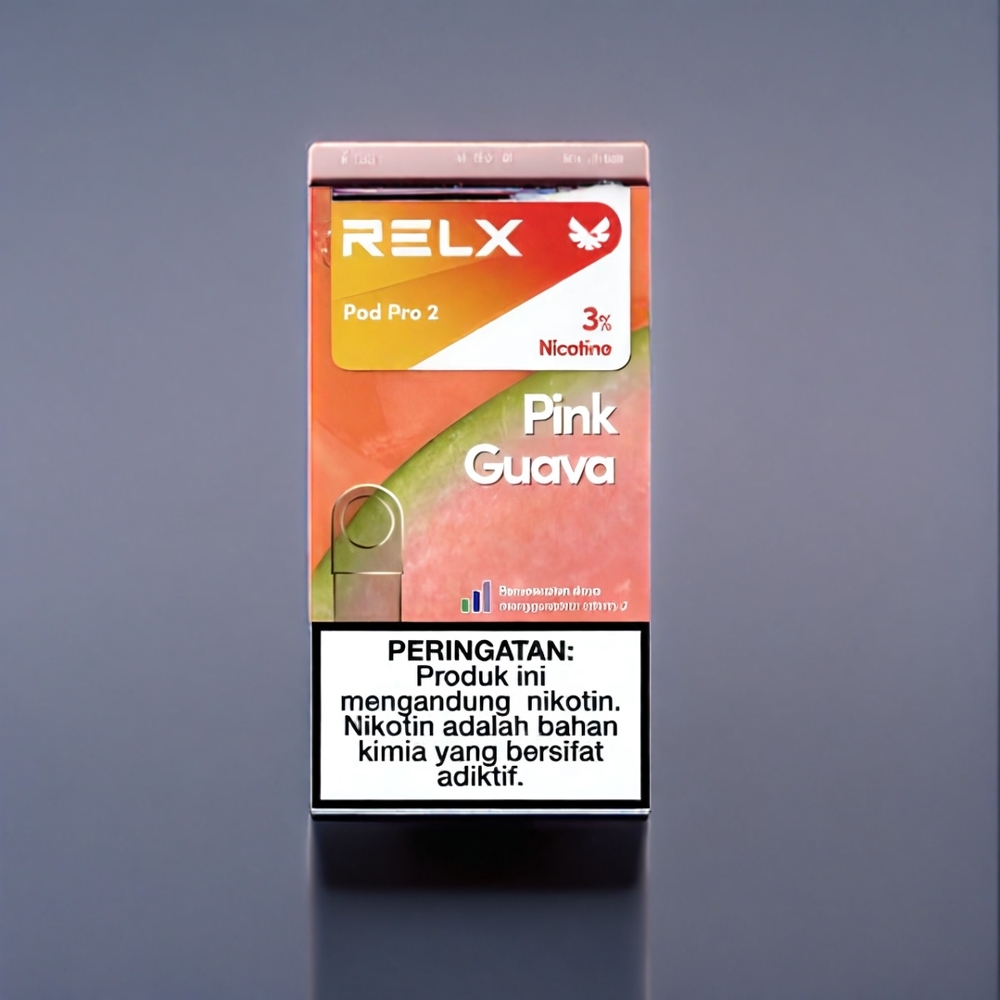 RELX
Pod Pro 2
3%
Nicotine
Pink
Guava
PERINGATAN:
Produk ini
mengandung nikotin.
Nikotin adalah bahan
kimia yang bersifat
adiktif.